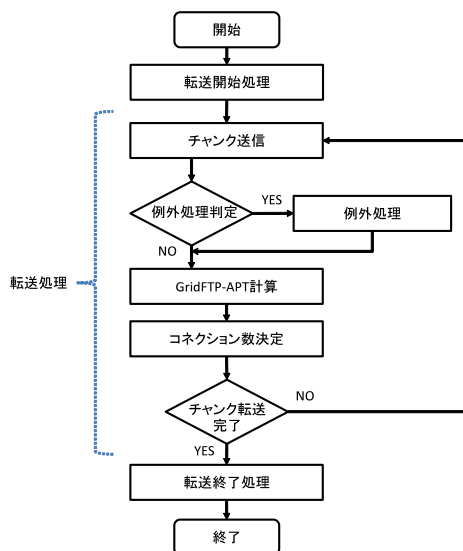 開始
転送開始処理
チャンク送信
例外処理判定
YES
例外処理
NO
転送処理
GridFTP-APT計算
コネクション数決定
チャンク転送
完了
NO
YES
転送終了処理
終了